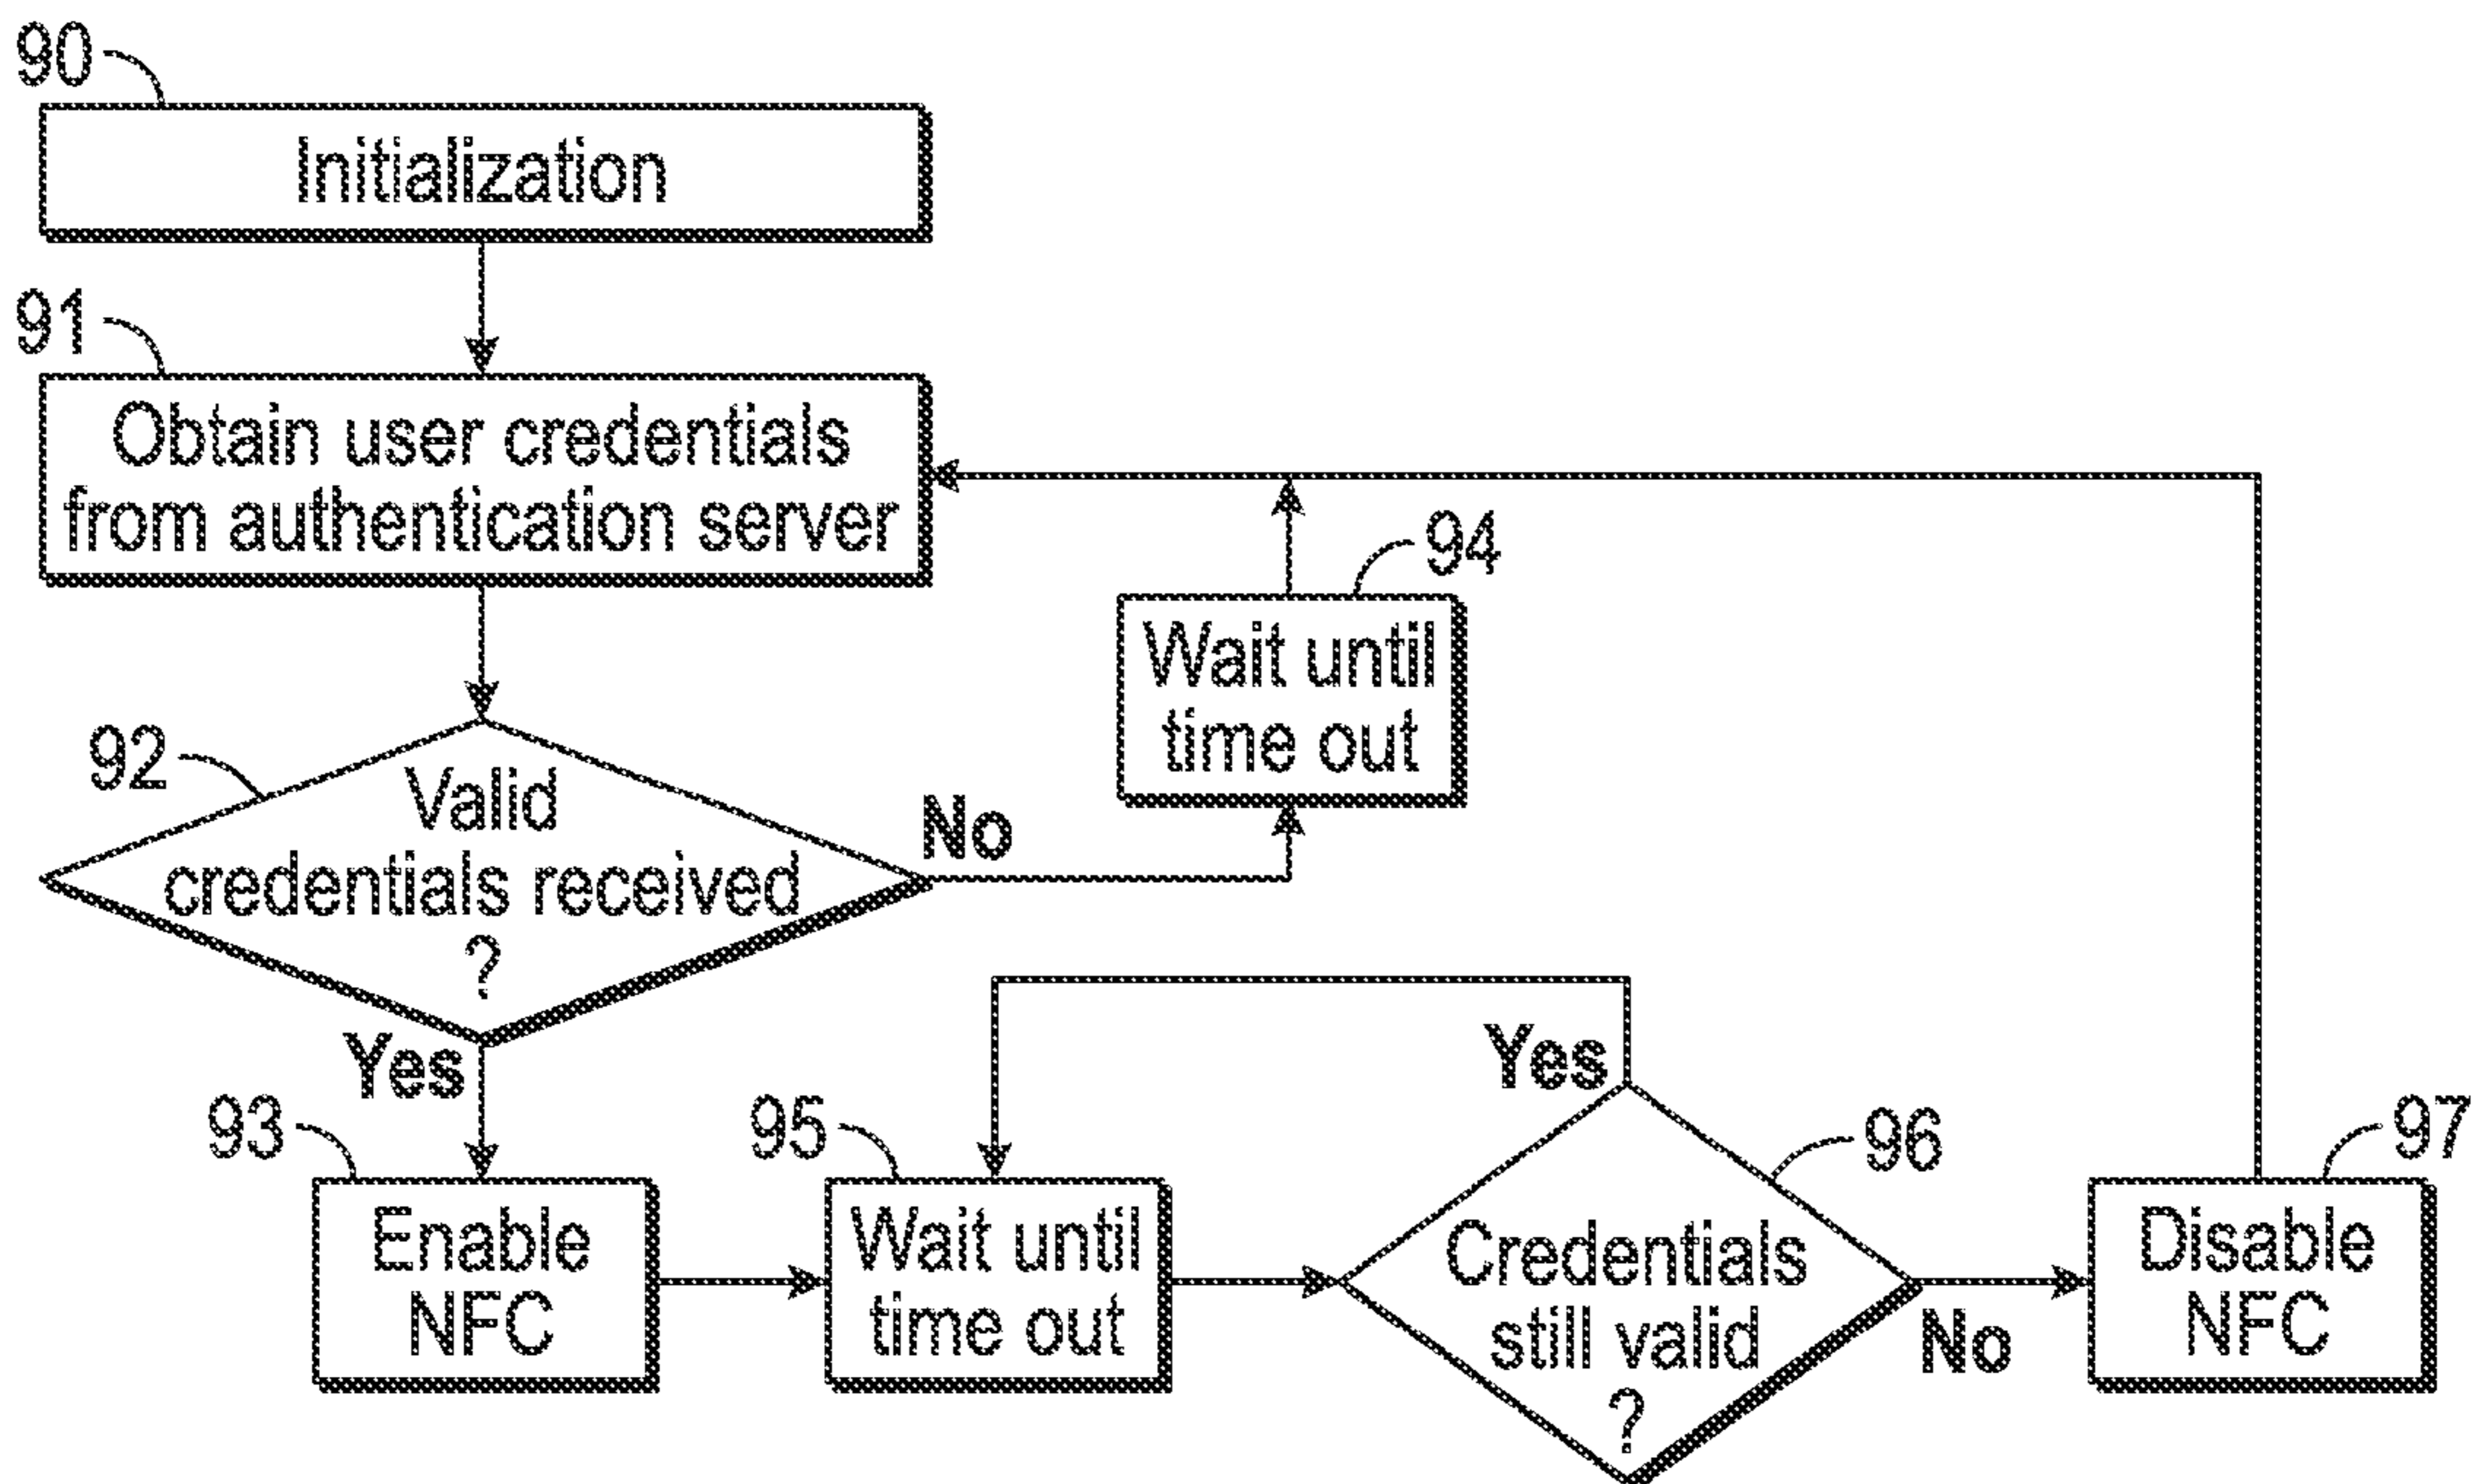 90
Initialization
91
Obtain user credentials
from authentication server
94
Wait until
time out
92
Valid
credentials received
?
No
Yes
93
Enable
NFC
95
Wait until
time out
Yes
96
Credentials
still valid
?
No
97
Disable
NFC